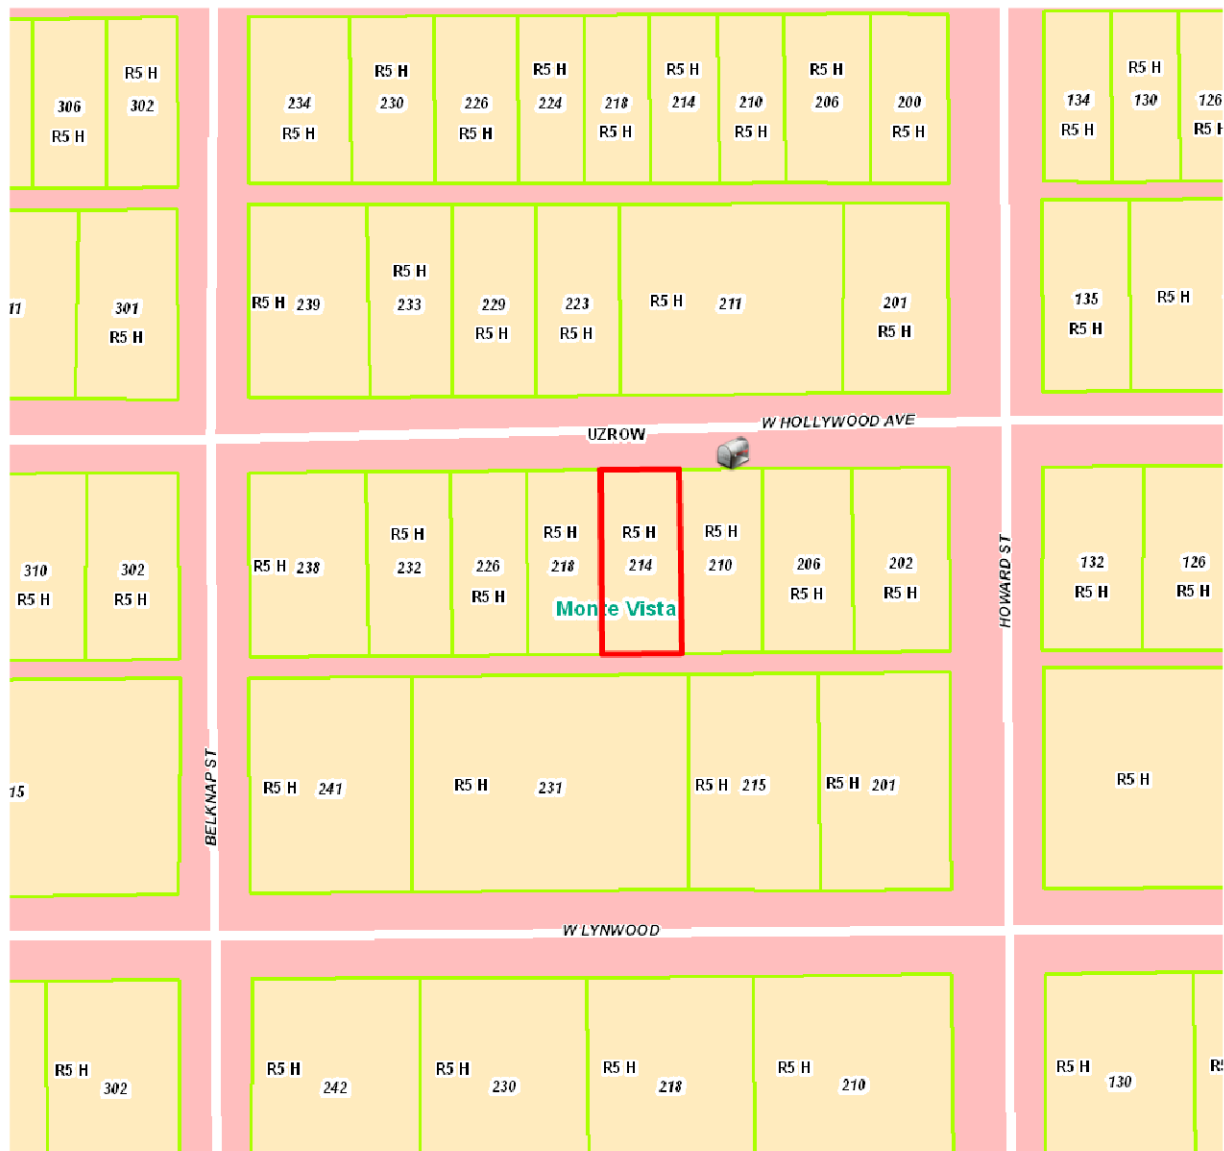 R5 H
306
302
R5 H
R5 H R5 H R5 H R5 H
234 230 226 224 218 214 210 206 200
R5 H R5 H R5 H R5 H R5 H
R5 H
134 130 126
R5 H R5 H
11
301
R5 H
R5 H
R5 H 239 233 229 223 R5 H 211 201
R5 H R5 H R5 H
135 R5 H
R5 H
W HOLLYWOOD AVE
UZROW
310 302
R5 H R5 H
R5 H R5 H R5 H R5 H
R5 H 238 232 226 218 214 210 206 202
R5 H R5 H R5 H
Monte Vista
132 126
R5 H R5 H
HOWARD ST
BELKNAP ST
15
R5 H 241 R5 H 231 R5 H 215 R5 H 201
R5 H
W LYNWOOD
R5 H 302
R5 H 242 R5 H 230 R5 H 218 R5 H 210
R5 H 130